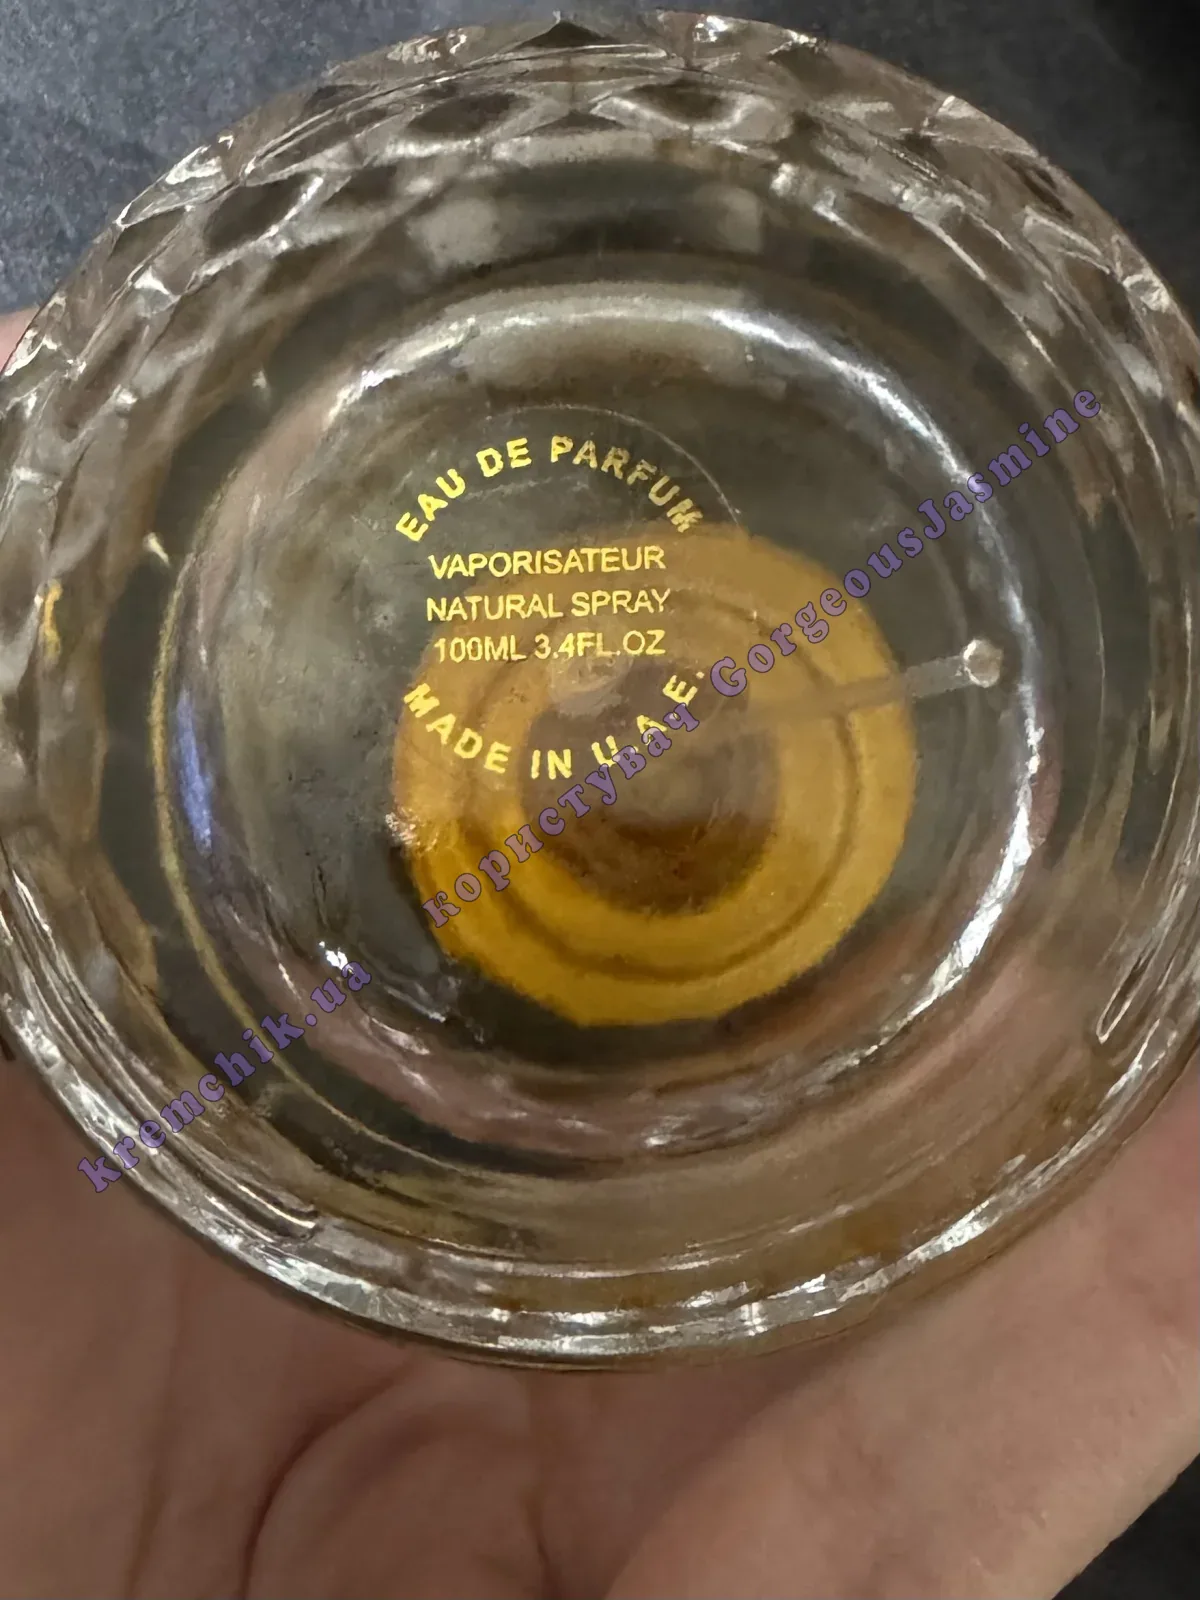 EAU DE PARFUM
VAPORISATEUR
NATURAL SPRAY
100ML 3.4FL.OZ
MADE IN U.A.E.
kremchik.ua користувач GorgeousJasmine